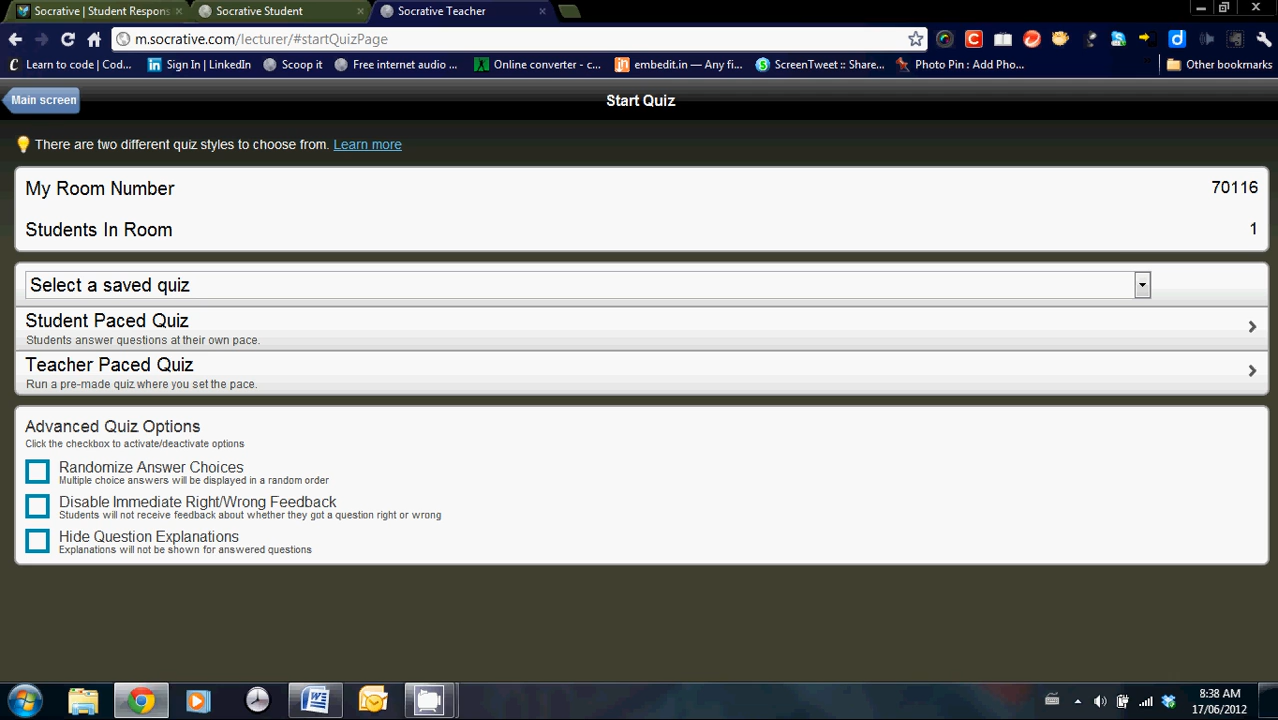 Socrative | Student Respons
Socrative Student
Socrative Teacher
m.socrative.com/lecturer/#startQuizPage
Learn to code | Cod...
Sign In | LinkedIn
Scoop it
Free internet audio ...
Online converter - c...
embedit.in — Any fi...
ScreenTweet :: Share...
Photo Pin : Add Pho...
Other bookmarks
Main screen
Start Quiz
There are two different quiz styles to choose from. Learn more
My Room Number 70116
Students In Room 1
Select a saved quiz
Student Paced Quiz
Students answer questions at their own pace.
Teacher Paced Quiz
Run a pre-made quiz where you set the pace.
Advanced Quiz Options
Click the checkbox to activate/deactivate options
Randomize Answer Choices
Multiple choice answers will be displayed in a random order
Disable Immediate Right/Wrong Feedback
Students will not receive feedback about whether they got a question right or wrong
Hide Question Explanations
Explanations will not be shown for answered questions
8:38 AM
17/06/2012